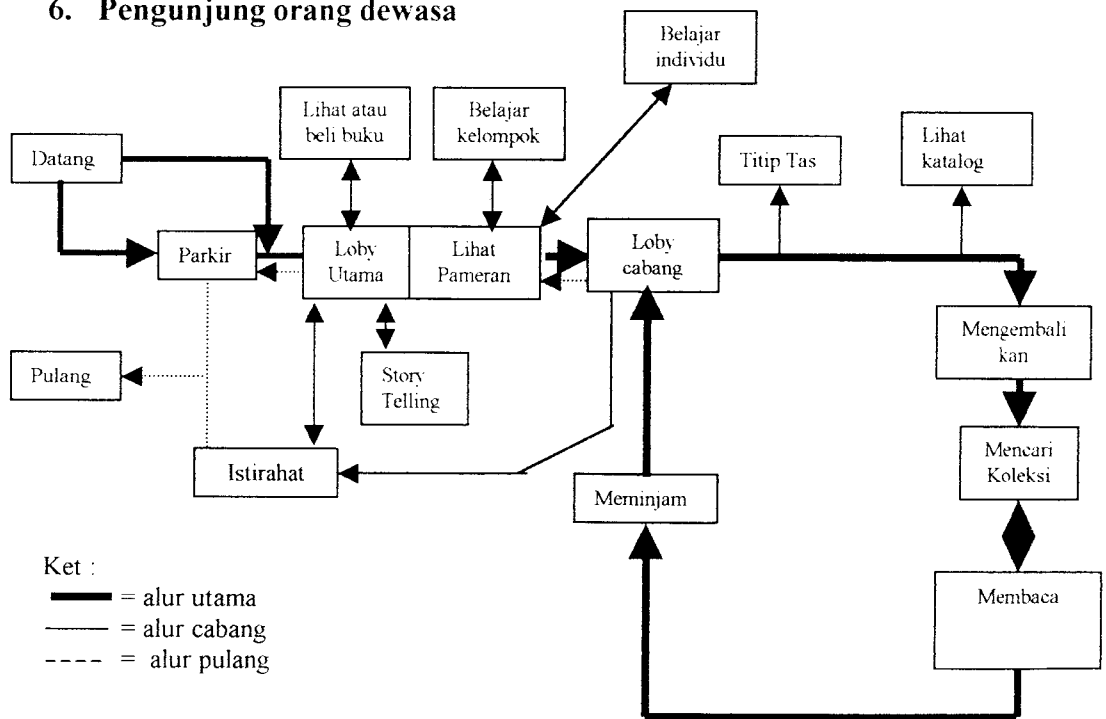 6. Pengunjung orang dewasa
Belajar
individu
Lihat atau
beli buku
Belajar
kelompok
Datang
Titip Tas
Lihat
katalog
Parkir
Loby
Utama
Lihat
Pameran
Loby
cabang
Mengembali
kan
Pulang
Story
Telling
Mencari
Koleksi
Istirahat
Meminjam
Membaca
Ket :
= alur utama
= alur cabang
---- = alur pulang